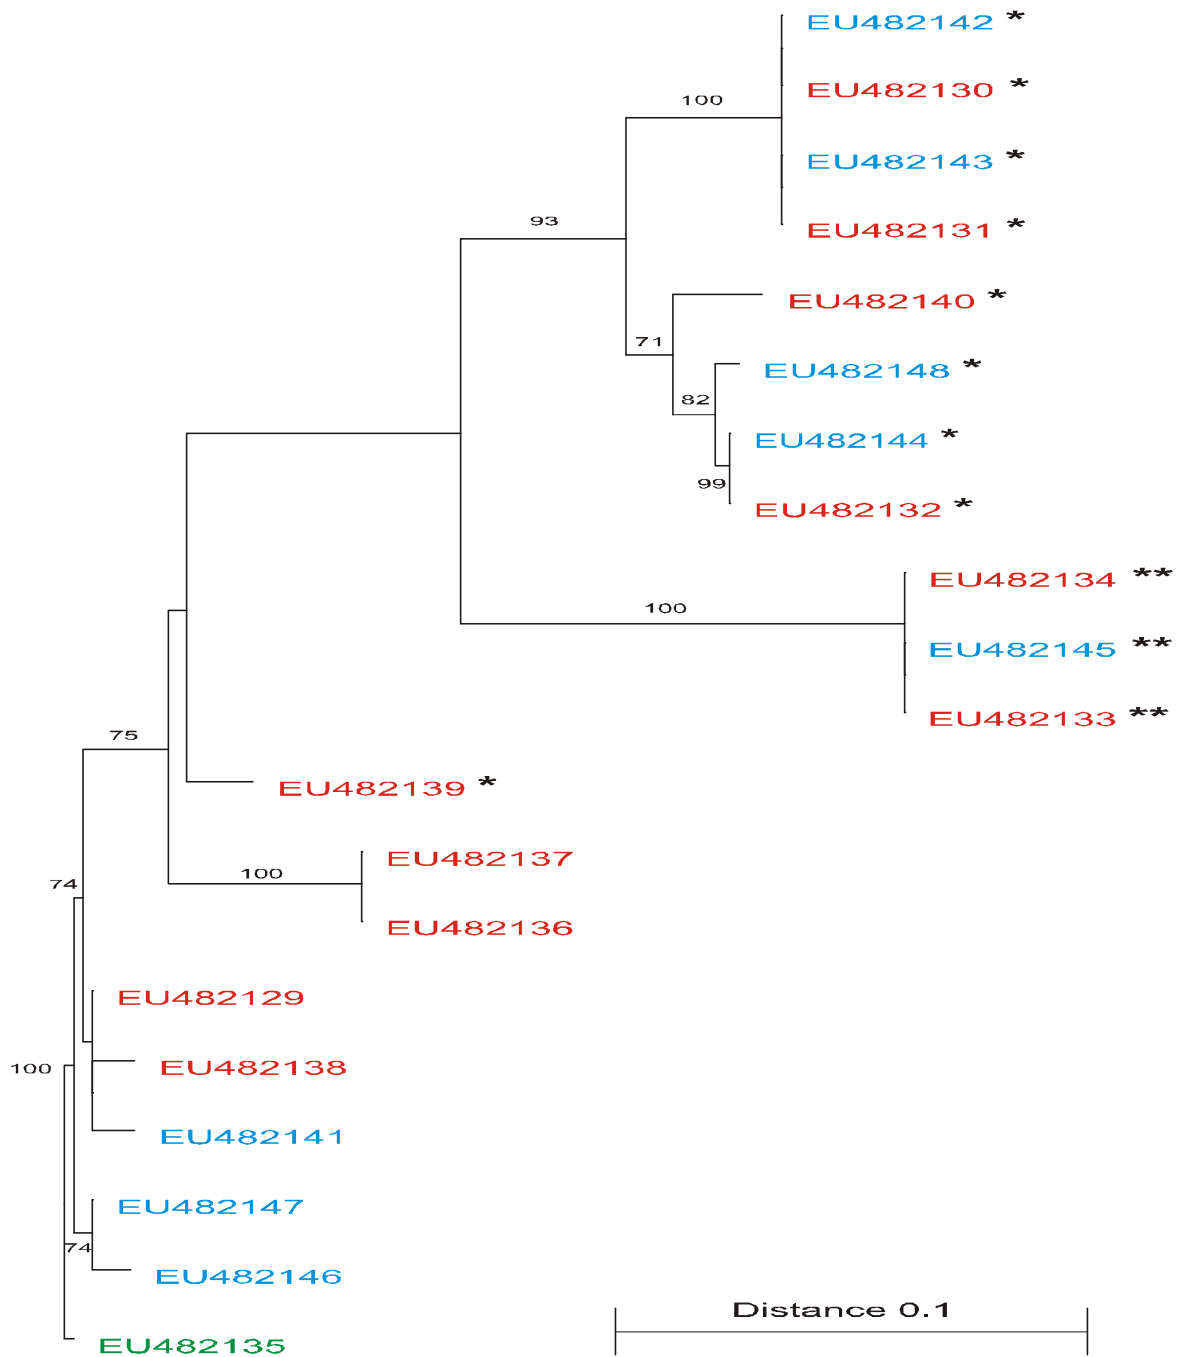 EU482142 *
EU482130 *
100
EU482143 *
93
EU482131 *
EU482140 *
71
EU482148 *
82
EU482144 *
99
EU482132 *
EU482134 **
100
EU482145 **
EU482133 **
75
EU482139 *
EU482137
100
74
EU482136
EU482129
100
EU482138
EU482141
EU482147
74
EU482146
Distance 0.1
EU482135